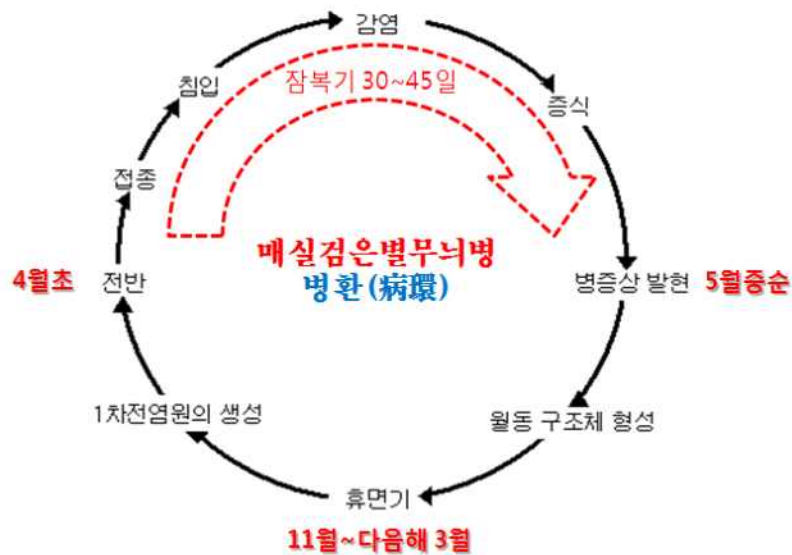 감염
잠복기 30~45일
침입
증식
접종
매실검은별무늬병
병환(病環)
4월초 전반
병증상 발현 5월중순
1차전염원의 생성
월동 구조체 형성
휴면기
11월~다음해 3월